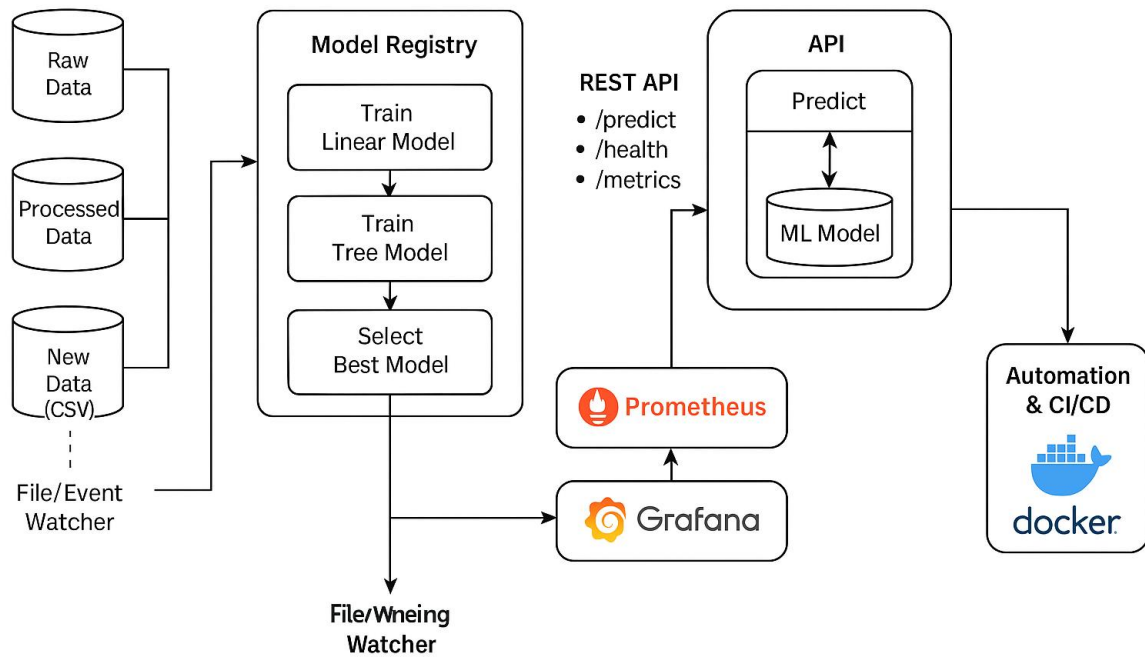 Raw
Data
Processed
Data
New
Data
(CSV)
File/Event
Watcher
Model Registry
Train
Linear Model
Train
Tree Model
Select
Best Model
File/Wneing
Watcher
REST API
• /predict
• /health
• /metrics
Prometheus
Grafana
API
Predict
ML Model
Automation
& CI/CD
docker